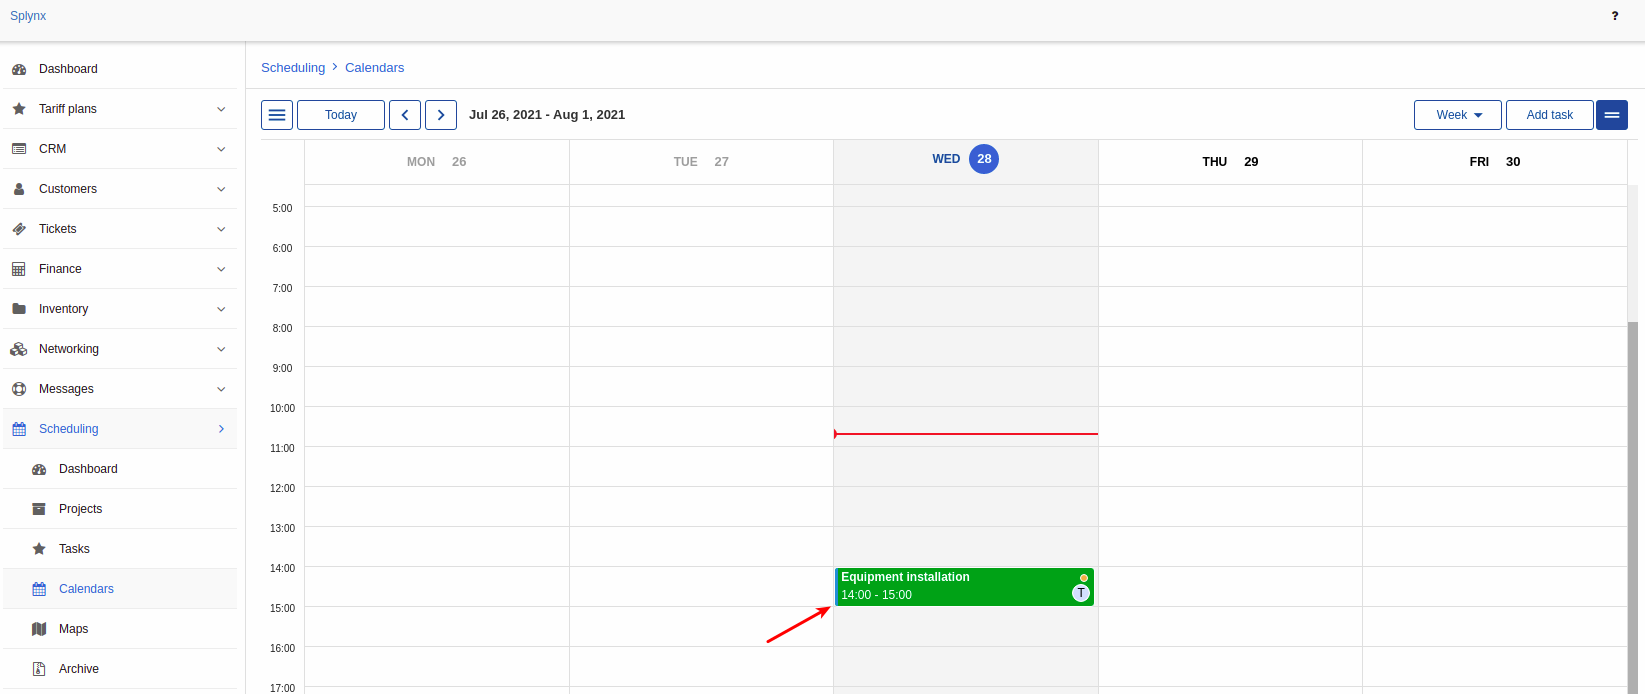 Splynx
?
Dashboard
Tariff plans
CRM
Customers
Tickets
Finance
Inventory
Networking
Messages
Scheduling
Dashboard
Projects
Tasks
Calendars
Maps
Archive
Scheduling > Calendars
Today
Jul 26, 2021 - Aug 1, 2021
Week
Add task
MON 26
TUE 27
WED 28
THU 29
FRI 30
5:00
6:00
7:00
8:00
9:00
10:00
11:00
12:00
13:00
14:00
15:00
16:00
17:00
Equipment installation
14:00 - 15:00
T